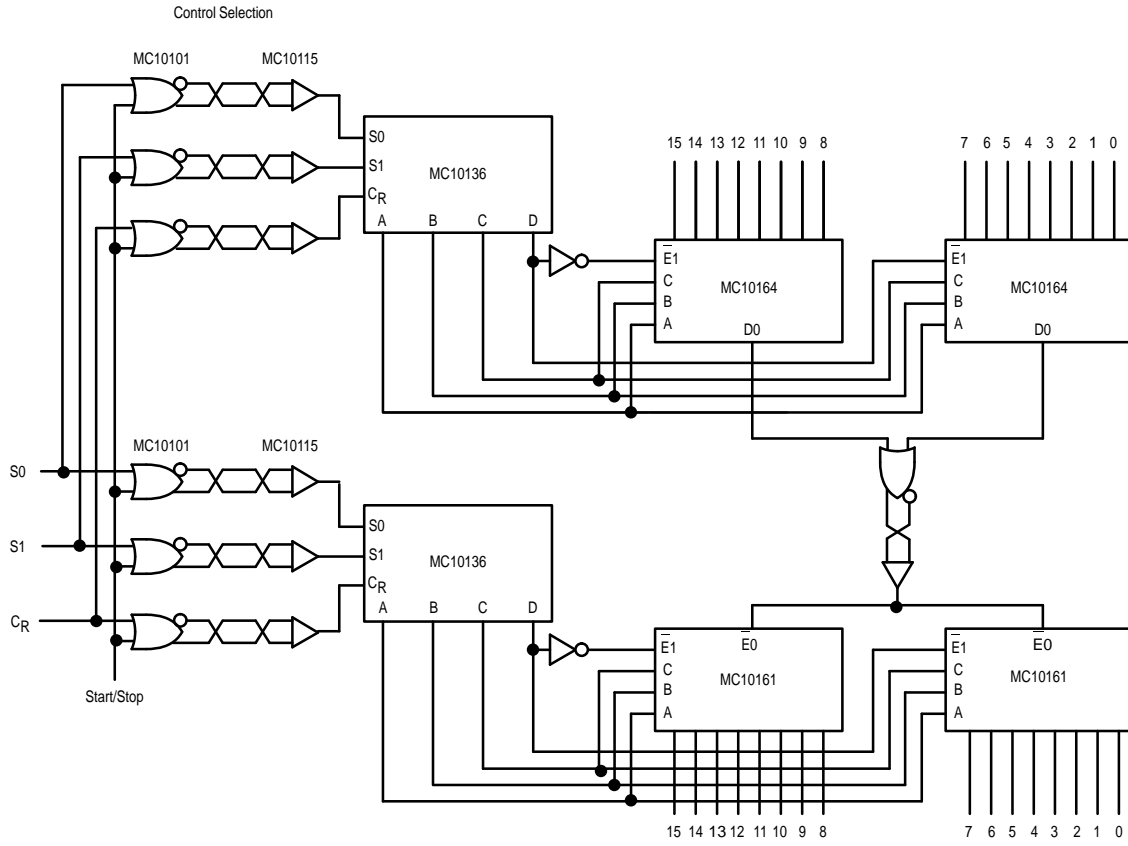 Control Selection
MC10101 MC10115
S0
S1
CR
MC10136
A B C D
15 14 13 12 11 10 9 8
7 6 5 4 3 2 1 0
E1
C
B
A
MC10164
D0
E1
C
B
A
MC10164
D0
MC10101 MC10115
S0
S1
CR
Start/Stop
S0
S1
CR
MC10136
A B C D
E1
C
B
A
E0
MC10161
E1
C
B
A
E0
MC10161
15 14 13 12 11 10 9 8
7 6 5 4 3 2 1 0